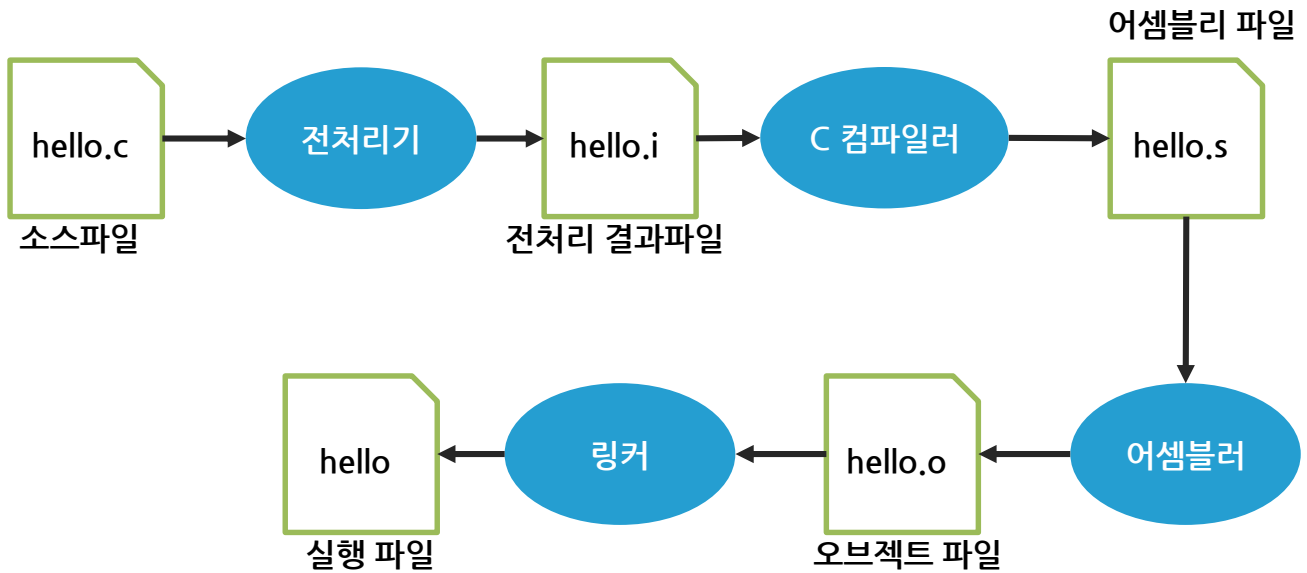 어셈블리 파일
hello.c
전처리기
hello.i
C 컴파일러
hello.s
소스파일
전처리 결과파일
hello
링커
hello.o
어셈블러
실행 파일
오브젝트 파일